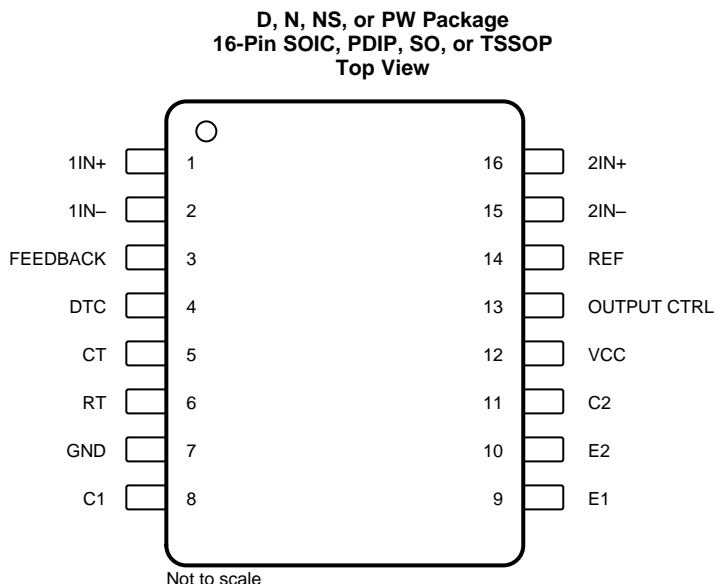 D, N, NS, or PW Package
16-Pin SOIC, PDIP, SO, or TSSOP
Top View
1IN+ 1 16 2IN+
1IN– 2 15 2IN–
FEEDBACK 3 14 REF
DTC 4 13 OUTPUT CTRL
CT 5 12 VCC
RT 6 11 C2
GND 7 10 E2
C1 8 9 E1
Not to scale